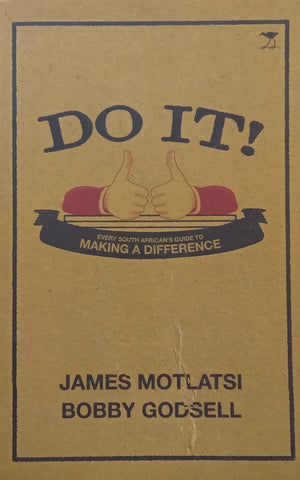 DO IT!
EVERY SOUTH AFRICAN'S GUIDE TO
MAKING A DIFFERENCE
JAMES MOTLATSI
BOBBY GODSELL